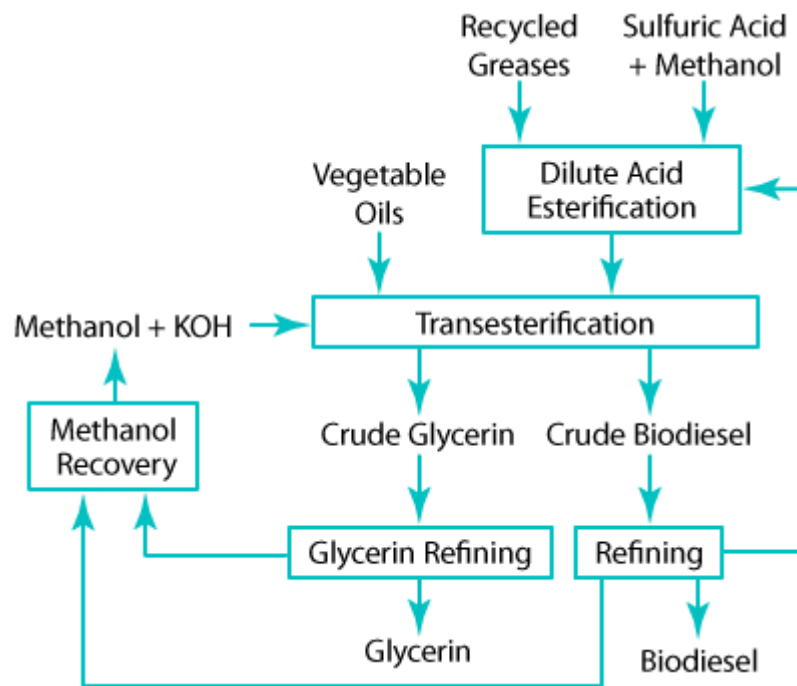 Recycled
Greases
Sulfuric Acid
+ Methanol
Vegetable
Oils
Dilute Acid
Esterification
Methanol + KOH
Transesterification
Methanol
Recovery
Crude Glycerin
Crude Biodiesel
Glycerin Refining
Refining
Glycerin
Biodiesel